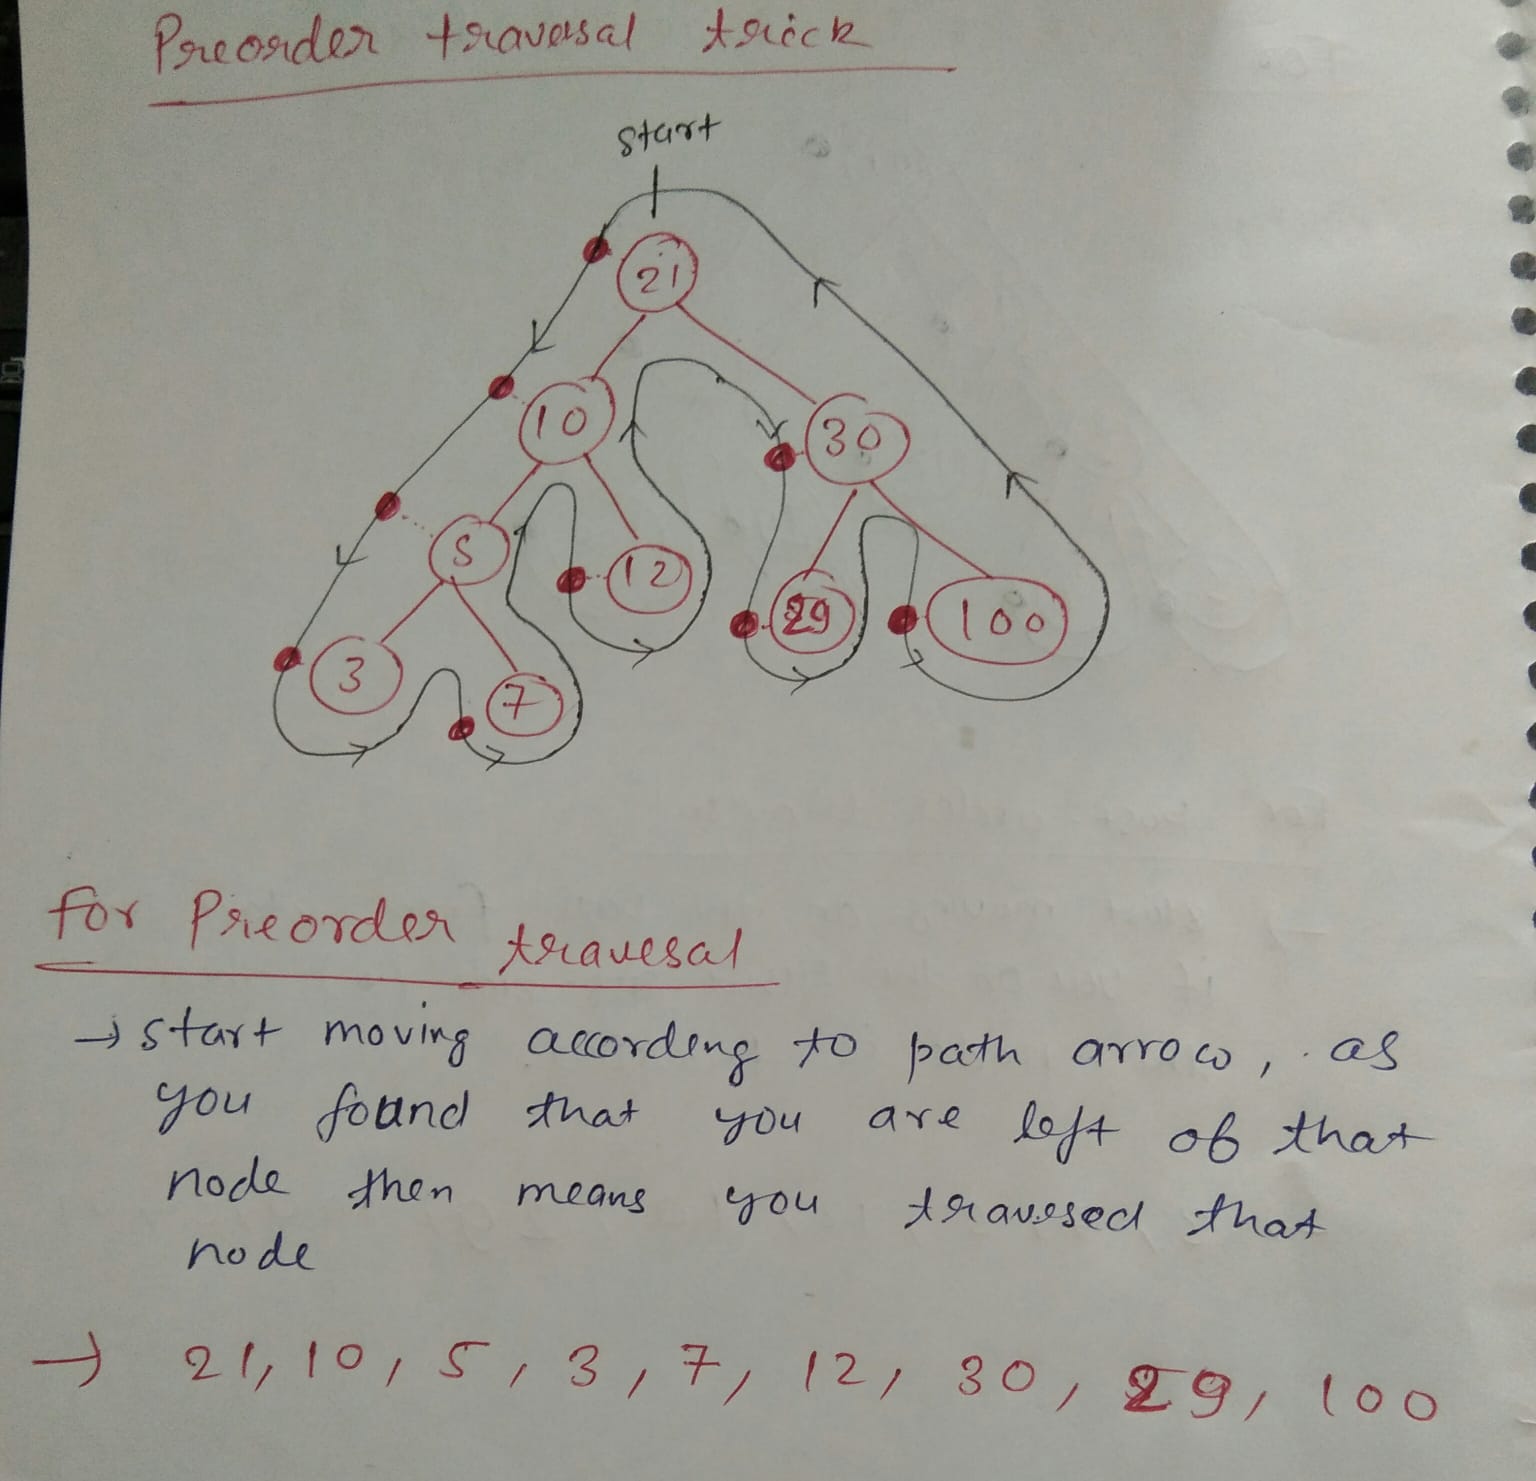 Preorder traversal trick
start
21
10
30
5
12
29
100
3
7
for Preorder travesal
→ start moving according to path arrow, as
you found that you are left of that
node then means you travesed that
node
→ 21, 10, 5, 3, 7, 12, 30, 29, 100